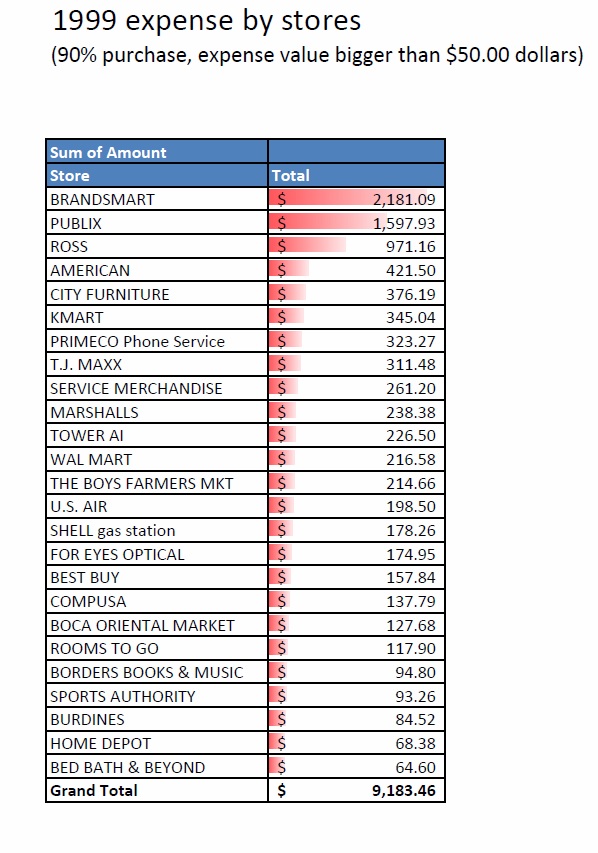 1999 expense by stores
(90% purchase, expense value bigger than $50.00 dollars)
Sum of Amount
Store Total
BRANDSMART $ 2,181.09
PUBLIX $ 1,597.93
ROSS $ 971.16
AMERICAN $ 421.50
CITY FURNITURE $ 376.19
KMART $ 345.04
PRIMECO Phone Service $ 323.27
T.J. MAXX $ 311.48
SERVICE MERCHANDISE $ 261.20
MARSHALLS $ 238.38
TOWER AI $ 226.50
WAL MART $ 216.58
THE BOYS FARMERS MKT $ 214.66
U.S. AIR $ 198.50
SHELL gas station $ 178.26
FOR EYES OPTICAL $ 174.95
BEST BUY $ 157.84
COMPUSA $ 137.79
BOCA ORIENTAL MARKET $ 127.68
ROOMS TO GO $ 117.90
BORDERS BOOKS & MUSIC $ 94.80
SPORTS AUTHORITY $ 93.26
BURDINES $ 84.52
HOME DEPOT $ 68.38
BED BATH & BEYOND $ 64.60
Grand Total $ 9,183.46